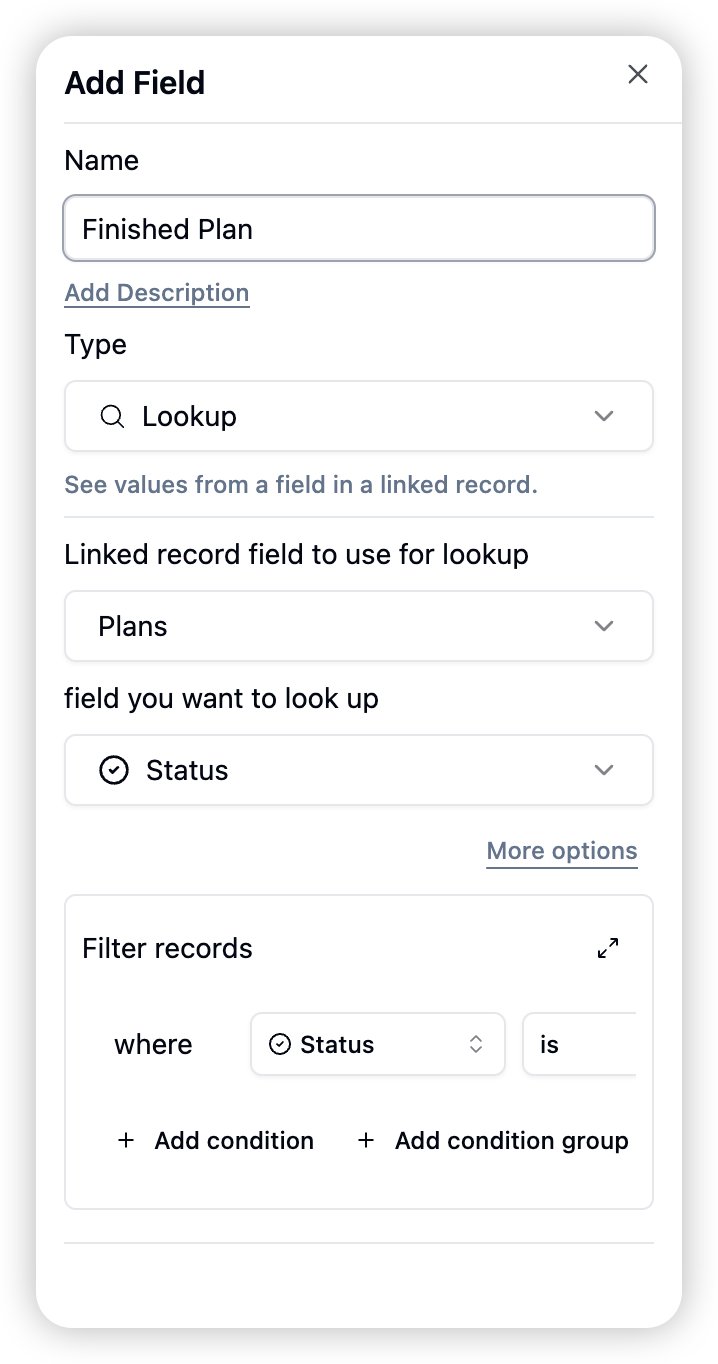 Add Field
Name
Finished Plan
Add Description
Type
Lookup
See values from a field in a linked record.
Linked record field to use for lookup
Plans
field you want to look up
Status
More options
Filter records
where Status is
+ Add condition + Add condition group